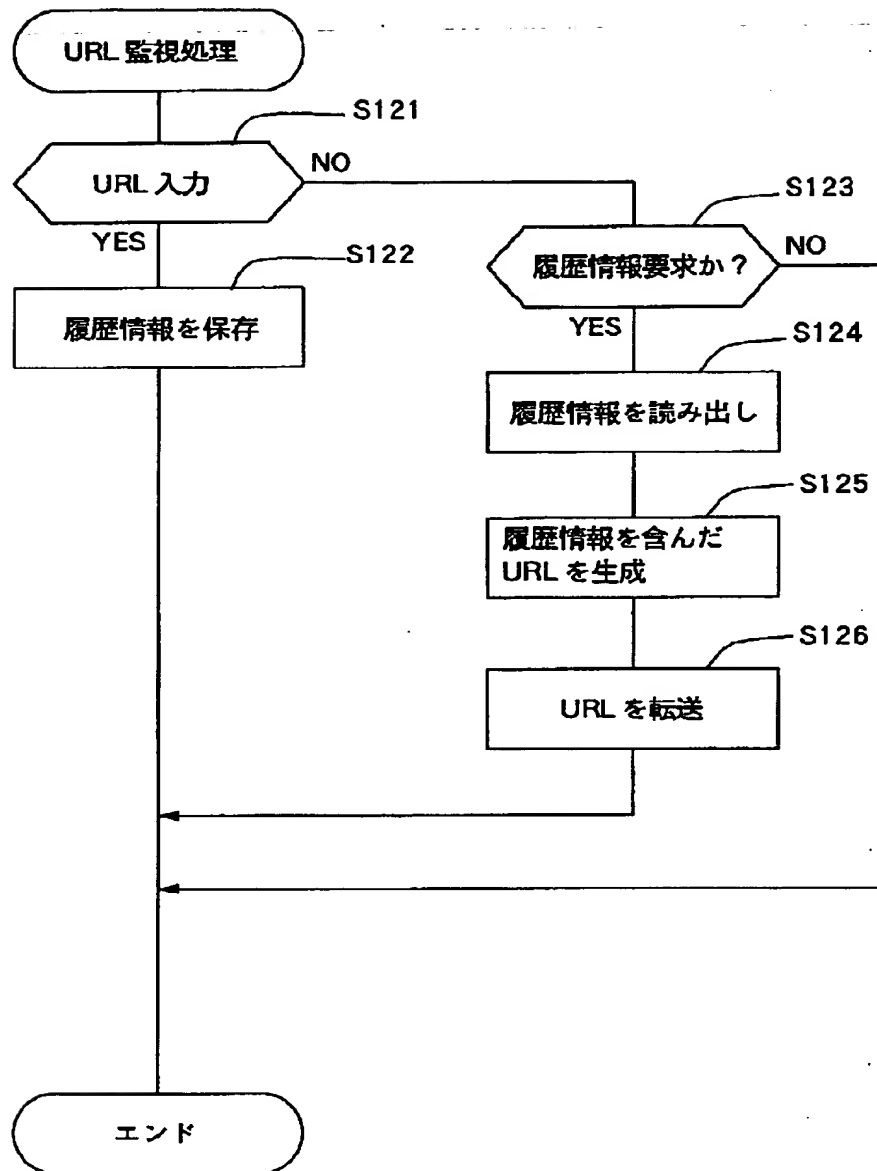 URL 監視処理
S121
URL 入力
NO
YES
S122
履歴情報を保存
S123
履歴情報要求か？
NO
YES
S124
履歴情報を読み出し
S125
履歴情報を含んだ
URL を生成
S126
URL を転送
エンド